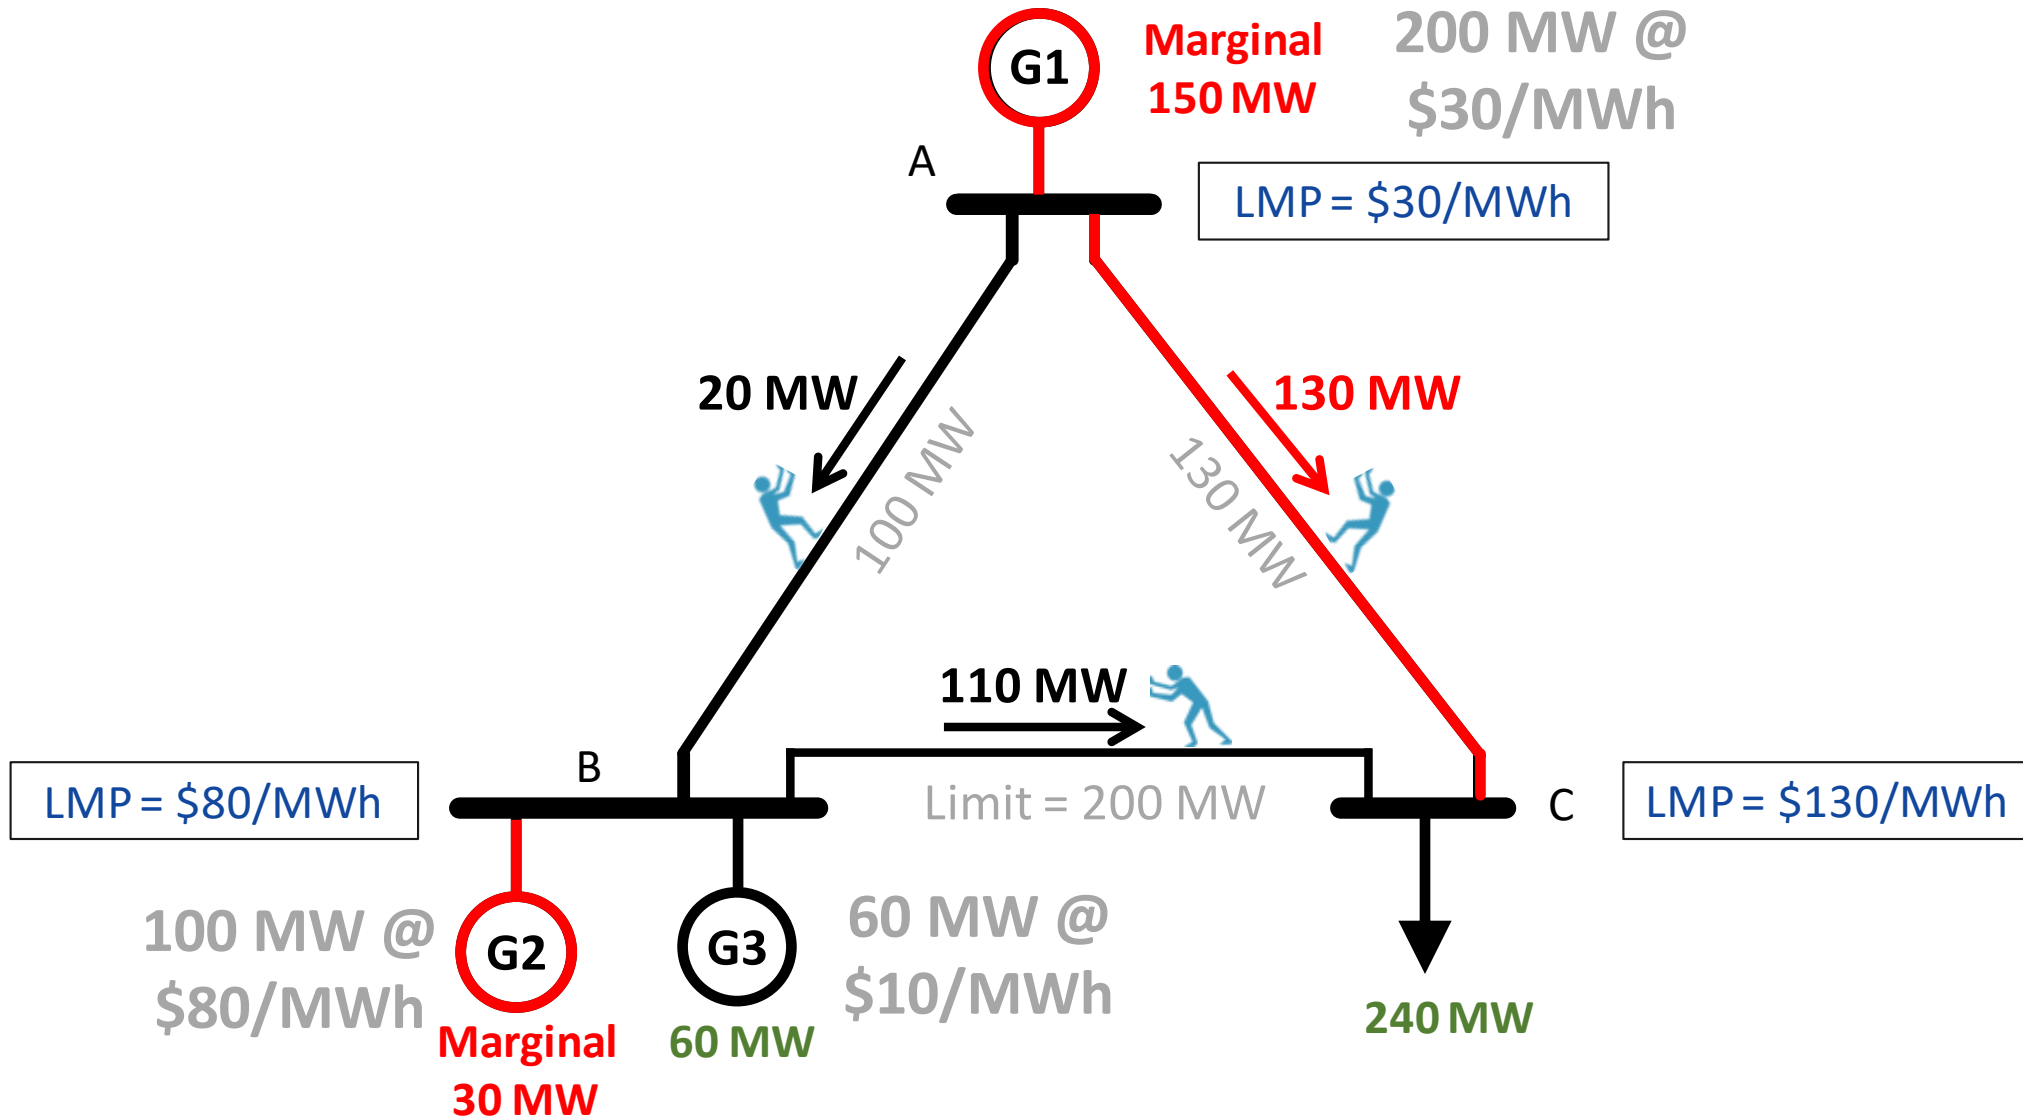 G1
Marginal
150 MW
200 MW @
$30/MWh
A
LMP = $30/MWh
20 MW
100 MW
130 MW
130 MW
110 MW
Limit = 200 MW
B
LMP = $80/MWh
C
LMP = $130/MWh
100 MW @
$80/MWh
G2
Marginal
30 MW
G3
60 MW
60 MW @
$10/MWh
240 MW